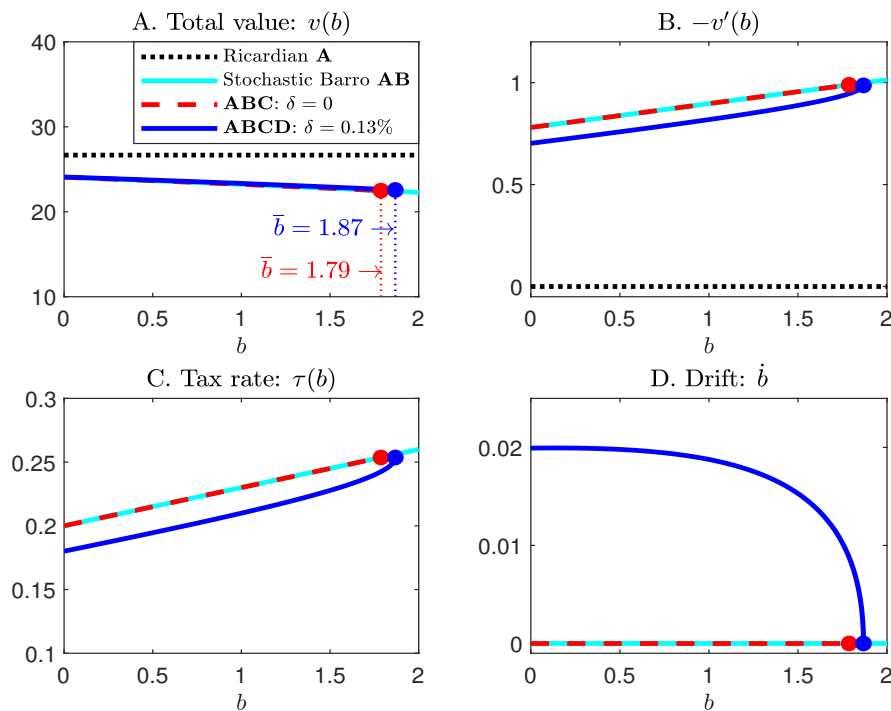 A. Total value: v(b)
40
30
20
10
0
0.5
1
1.5
2
b
Ricardian A
Stochastic Barro AB
ABC: δ = 0
ABCD: δ = 0.13%
b̅ = 1.87
b̅ = 1.79
B. −v′(b)
1
0.5
0
0
0.5
1
1.5
2
b
C. Tax rate: τ(b)
0.3
0.25
0.2
0.15
0.1
0
0.5
1
1.5
2
b
D. Drift: ḃ
0.02
0.01
0
0
0.5
1
1.5
2
b